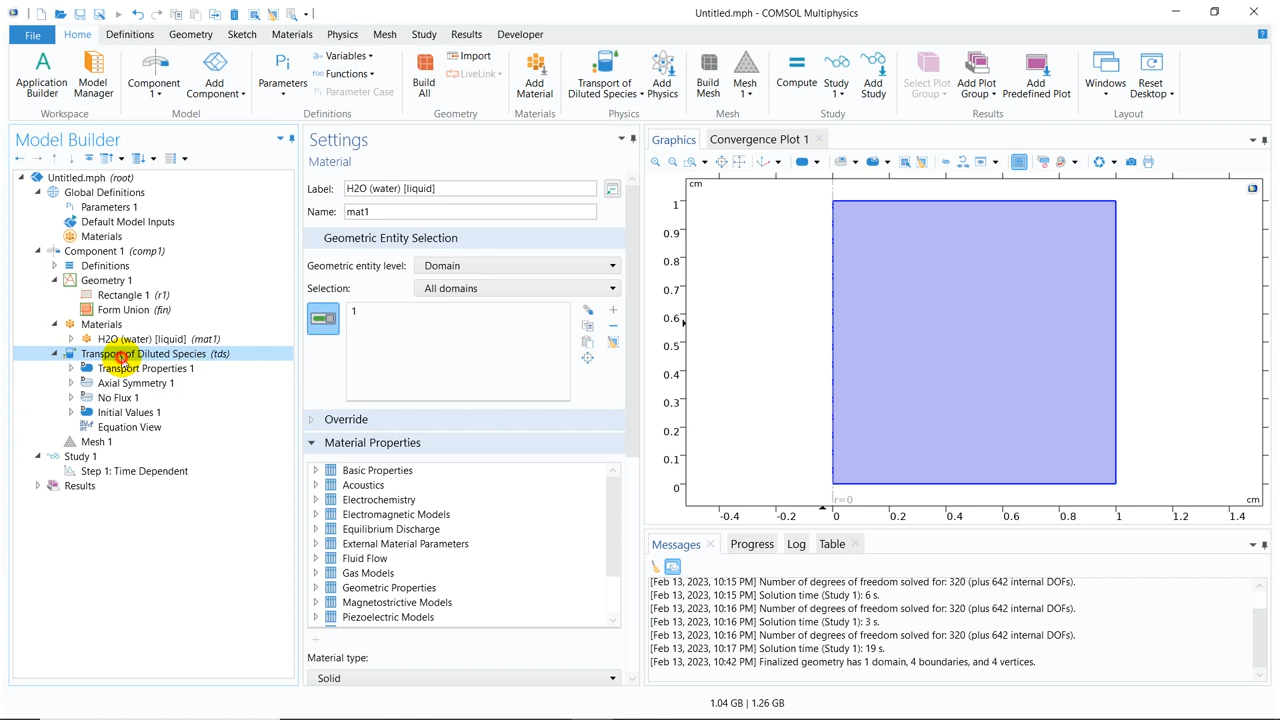 Untitled.mph - COMSOL Multiphysics
File Home Definitions Geometry Sketch Materials Physics Mesh Study Results Developer
Application Builder
Model Manager
Workspace
Component 1
Add Component
Model
Parameters
a= Variables
f(x) Functions
Pi Parameter Case
Definitions
Build All
Import
LiveLink
Geometry
Add Material
Materials
Transport of Diluted Species
Add Physics
Physics
Build Mesh
Mesh 1
Mesh
Compute
Study 1
Add Study
Study
Select Plot Group
Add Plot Group
Add Predefined Plot
Results
Windows
Reset Desktop
Layout
Model Builder
Untitled.mph (root)
Global Definitions
Pi Parameters 1
Default Model Inputs
Materials
Component 1 (comp1)
Definitions
Geometry 1
Rectangle 1 (r1)
Form Union (fin)
Materials
H2O (water) [liquid] (mat1)
Transport of Diluted Species (tds)
Transport Properties 1
Axial Symmetry 1
No Flux 1
Initial Values 1
Equation View
Mesh 1
Study 1
Step 1: Time Dependent
Results
Settings
Material
Label: H2O (water) [liquid]
Name: mat1
Geometric Entity Selection
Geometric entity level: Domain
Selection: All domains
1
Override
Material Properties
Basic Properties
Acoustics
Electrochemistry
Electromagnetic Models
Equilibrium Discharge
External Material Parameters
Fluid Flow
Gas Models
Geometric Properties
Magnetostrictive Models
Piezoelectric Models
Material type:
Solid
Graphics Convergence Plot 1
cm
1
0.9
0.8
0.7
0.6
0.5
0.4
0.3
0.2
0.1
0
r=0
cm
-0.4 -0.2 0 0.2 0.4 0.6 0.8 1 1.2 1.4
Messages Progress Log Table
[Feb 13, 2023, 10:15 PM] Number of degrees of freedom solved for: 320 (plus 642 internal DOFs).
[Feb 13, 2023, 10:15 PM] Solution time (Study 1): 6 s.
[Feb 13, 2023, 10:16 PM] Number of degrees of freedom solved for: 320 (plus 642 internal DOFs).
[Feb 13, 2023, 10:16 PM] Solution time (Study 1): 3 s.
[Feb 13, 2023, 10:16 PM] Number of degrees of freedom solved for: 320 (plus 642 internal DOFs).
[Feb 13, 2023, 10:17 PM] Solution time (Study 1): 19 s.
[Feb 13, 2023, 10:42 PM] Finalized geometry has 1 domain, 4 boundaries, and 4 vertices.
1.04 GB | 1.26 GB